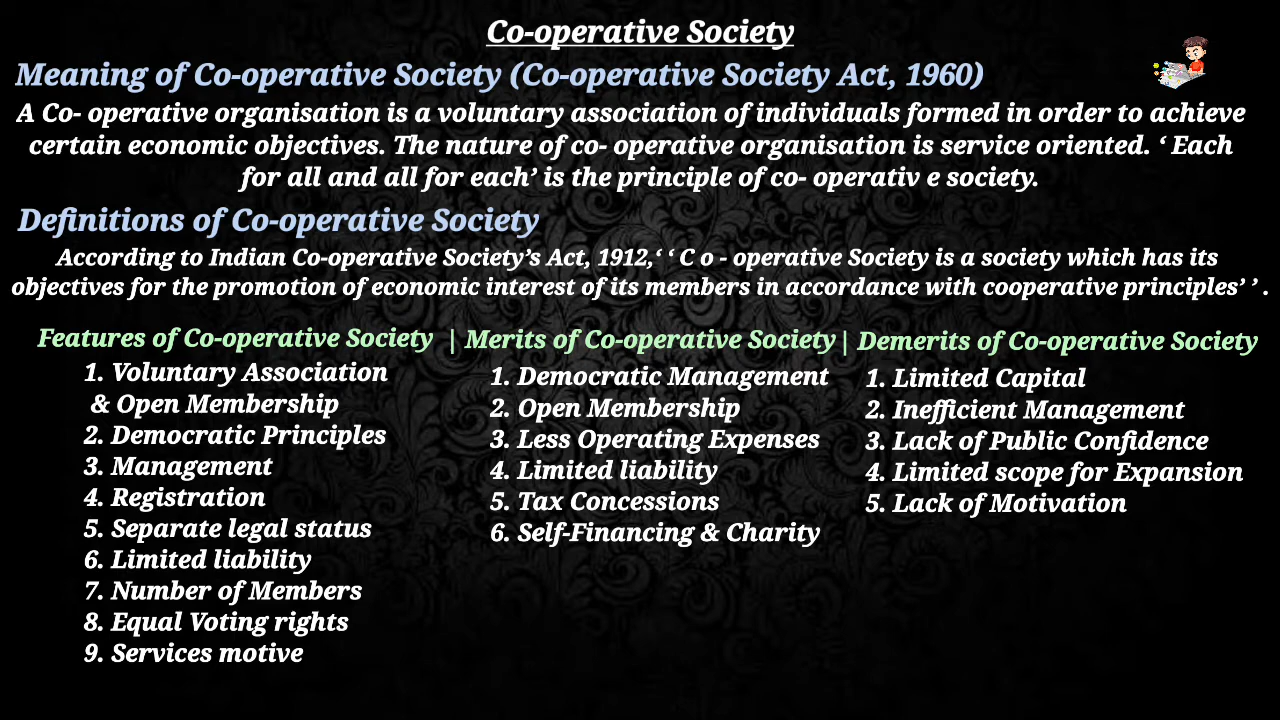 Co-operative Society
Meaning of Co-operative Society (Co-operative Society Act, 1960)
A Co- operative organisation is a voluntary association of individuals formed in order to achieve
certain economic objectives. The nature of co- operative organisation is service oriented. ‘ Each
for all and all for each’ is the principle of co- operativ e society.
Definitions of Co-operative Society
According to Indian Co-operative Society’s Act, 1912,‘ ‘ C o - operative Society is a society which has its
objectives for the promotion of economic interest of its members in accordance with cooperative principles’ ’ .
Features of Co-operative Society | Merits of Co-operative Society | Demerits of Co-operative Society
1. Voluntary Association
& Open Membership
2. Democratic Principles
3. Management
4. Registration
5. Separate legal status
6. Limited liability
7. Number of Members
8. Equal Voting rights
9. Services motive
1. Democratic Management
2. Open Membership
3. Less Operating Expenses
4. Limited liability
5. Tax Concessions
6. Self-Financing & Charity
1. Limited Capital
2. Inefficient Management
3. Lack of Public Confidence
4. Limited scope for Expansion
5. Lack of Motivation